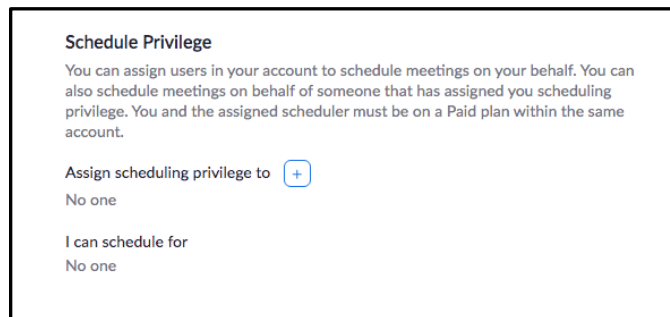 Schedule Privilege
You can assign users in your account to schedule meetings on your behalf. You can
also schedule meetings on behalf of someone that has assigned you scheduling
privilege. You and the assigned scheduler must be on a Paid plan within the same
account.
Assign scheduling privilege to +
No one
I can schedule for
No one